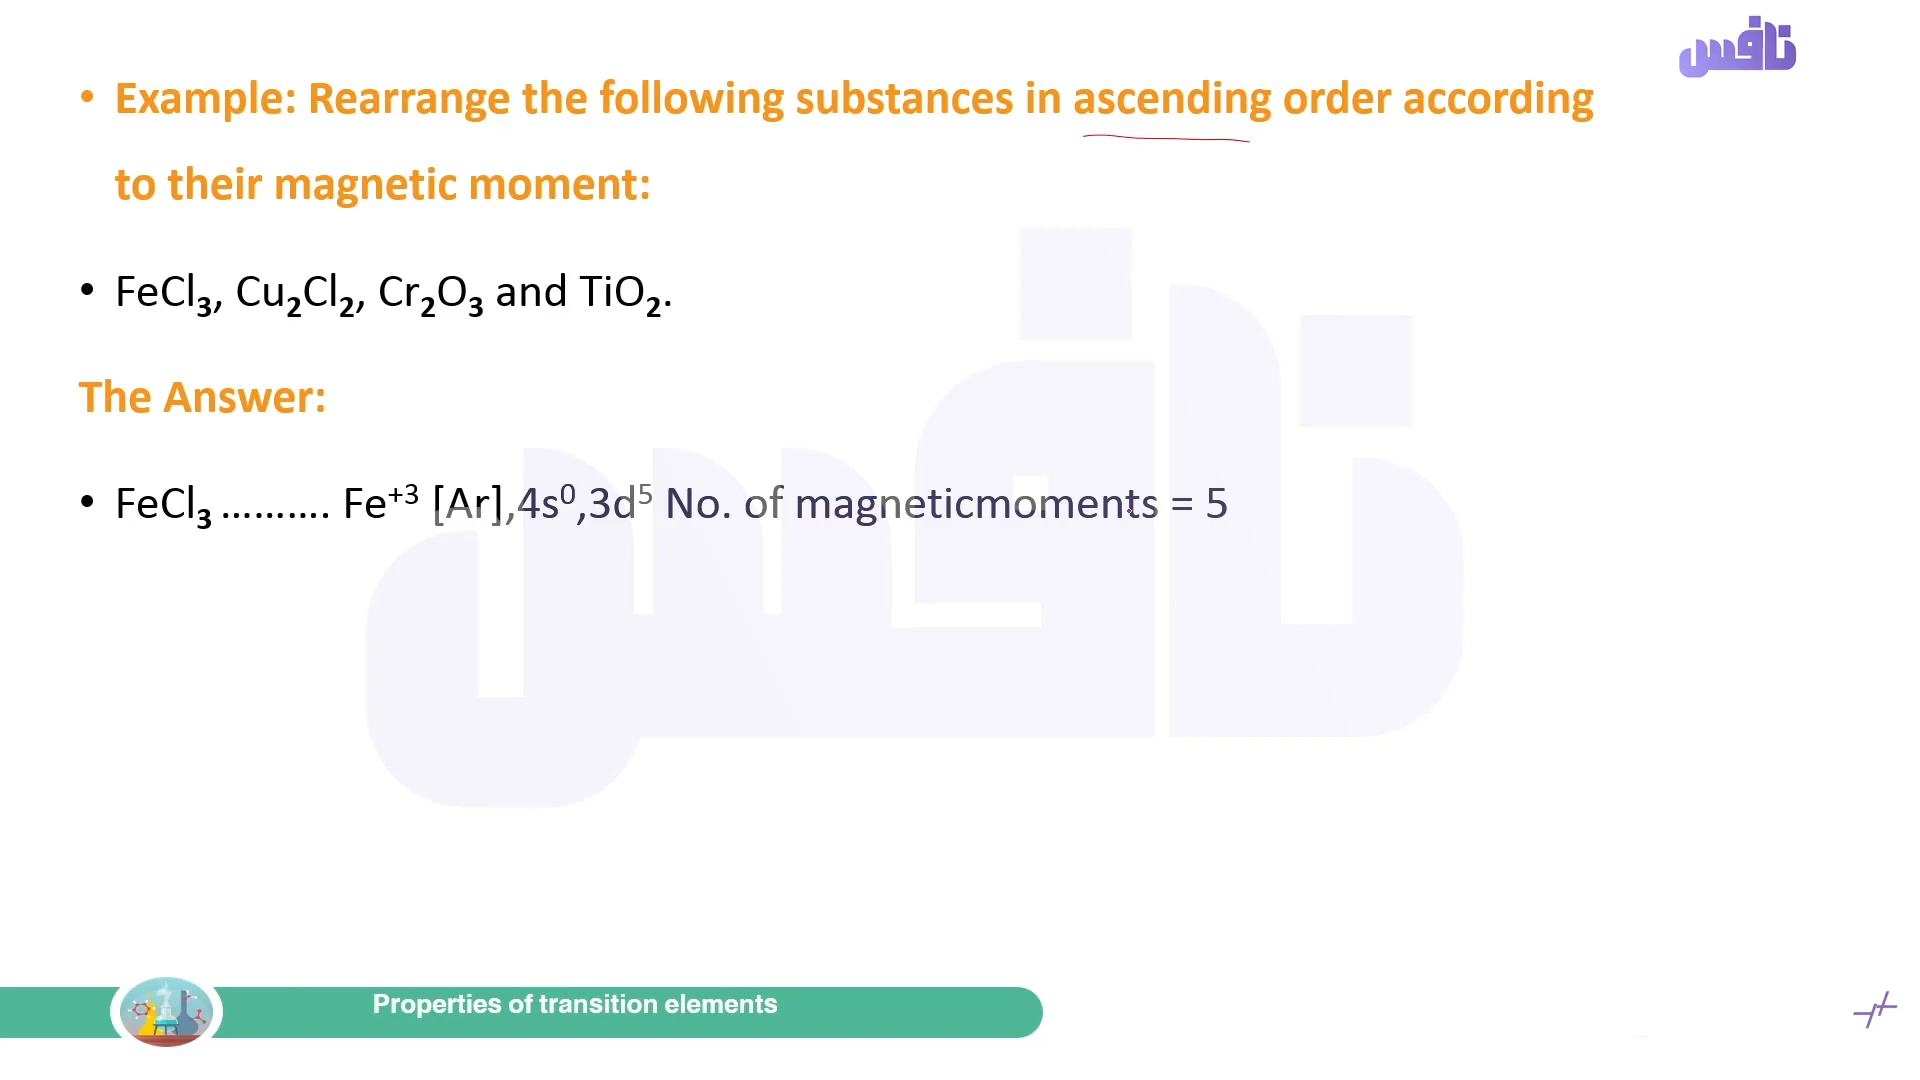 نافس
• Example: Rearrange the following substances in ascending order according
to their magnetic moment:
• FeCl₃, Cu₂Cl₂, Cr₂O₃ and TiO₂.
The Answer:
• FeCl₃ .......... Fe⁺³ [Ar],4s⁰,3d⁵ No. of magneticmoments = 5
نافس
Properties of transition elements